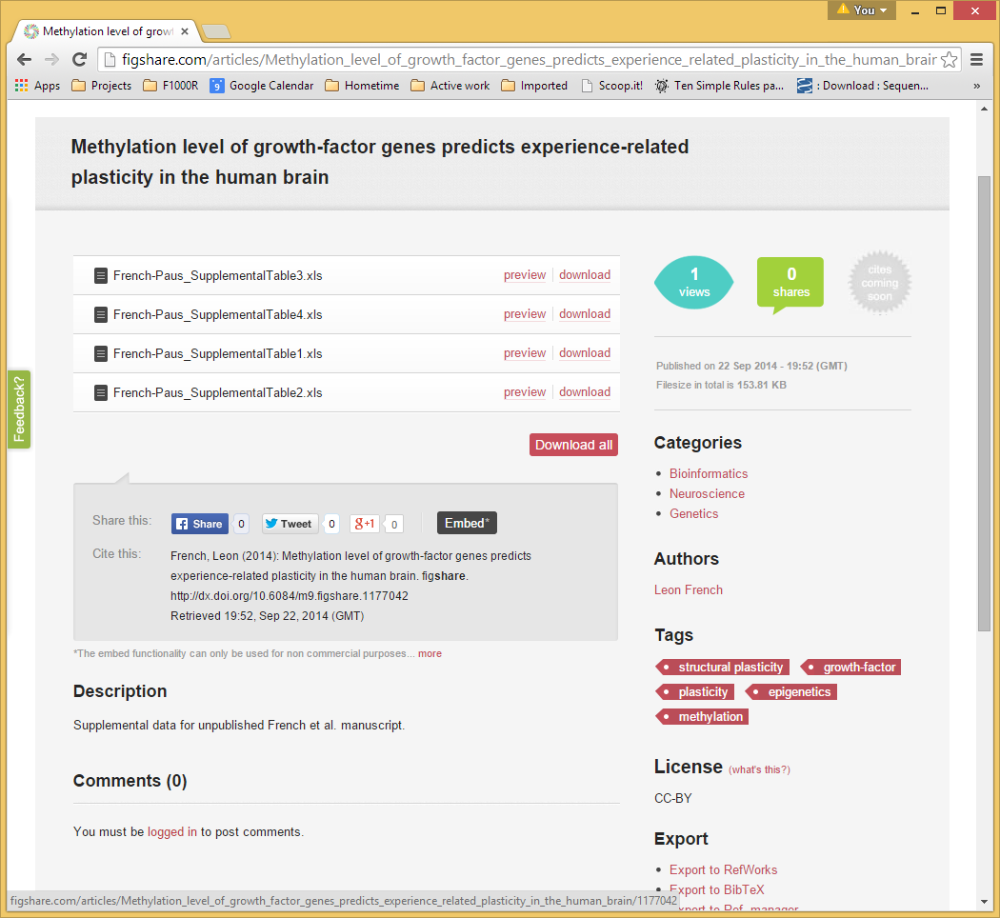 You
Methylation level of growt
figshare.com/articles/Methylation_level_of_growth_factor_genes_predicts_experience_related_plasticity_in_the_human_brain
Apps Projects F1000R 9 Google Calendar Hometime Active work Imported Scoop.it! Ten Simple Rules pa... : Download : Sequen... »
Methylation level of growth-factor genes predicts experience-related
plasticity in the human brain
French-Paus_SupplementalTable3.xls preview download
French-Paus_SupplementalTable4.xls preview download
French-Paus_SupplementalTable1.xls preview download
French-Paus_SupplementalTable2.xls preview download
Download all
Feedback?
Share this: Share 0 Tweet 0 g+1 0 Embed*
Cite this: French, Leon (2014): Methylation level of growth-factor genes predicts
experience-related plasticity in the human brain. figshare.
http://dx.doi.org/10.6084/m9.figshare.1177042
Retrieved 19:52, Sep 22, 2014 (GMT)
*The embed functionality can only be used for non commercial purposes... more
Description
Supplemental data for unpublished French et al. manuscript.
Comments (0)
You must be logged in to post comments.
1
views
0
shares
cites
coming
soon
Published on 22 Sep 2014 - 19:52 (GMT)
Filesize in total is 153.81 KB
Categories
• Bioinformatics
• Neuroscience
• Genetics
Authors
Leon French
Tags
structural plasticity growth-factor
plasticity epigenetics
methylation
License (what's this?)
CC-BY
Export
• Export to RefWorks
• Export to BibTeX
export to Ref. manager
figshare.com/articles/Methylation_level_of_growth_factor_genes_predicts_experience_related_plasticity_in_the_human_brain/1177042